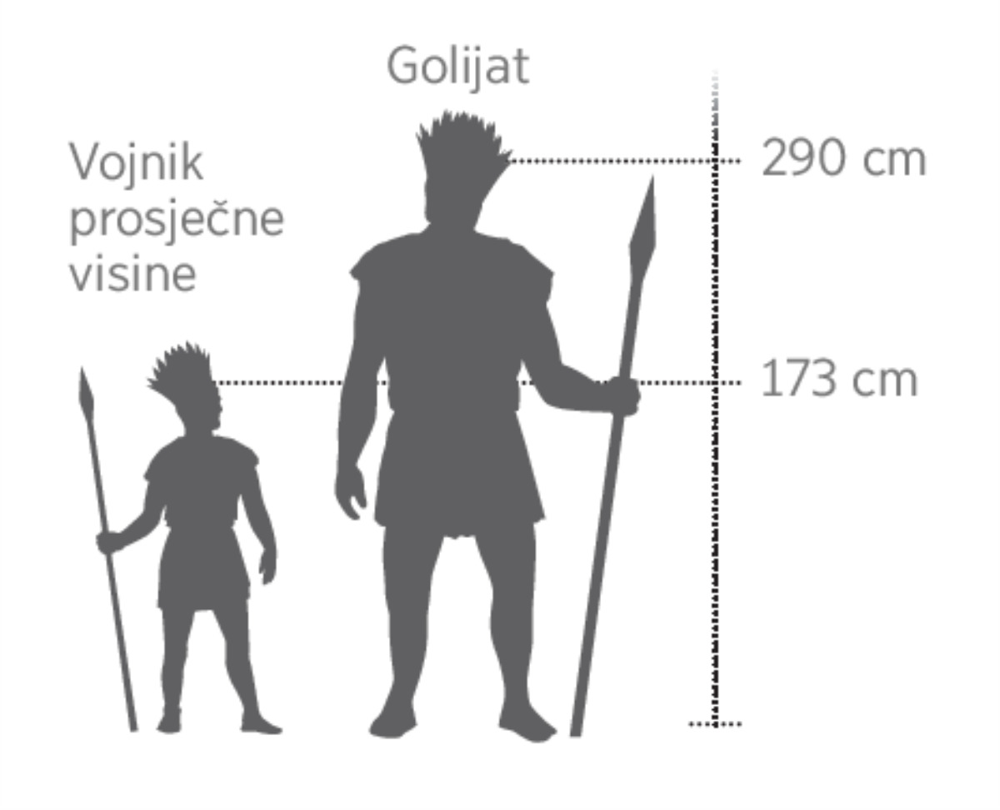 Golijat
Vojnik
prosječne
visine
290 cm
173 cm